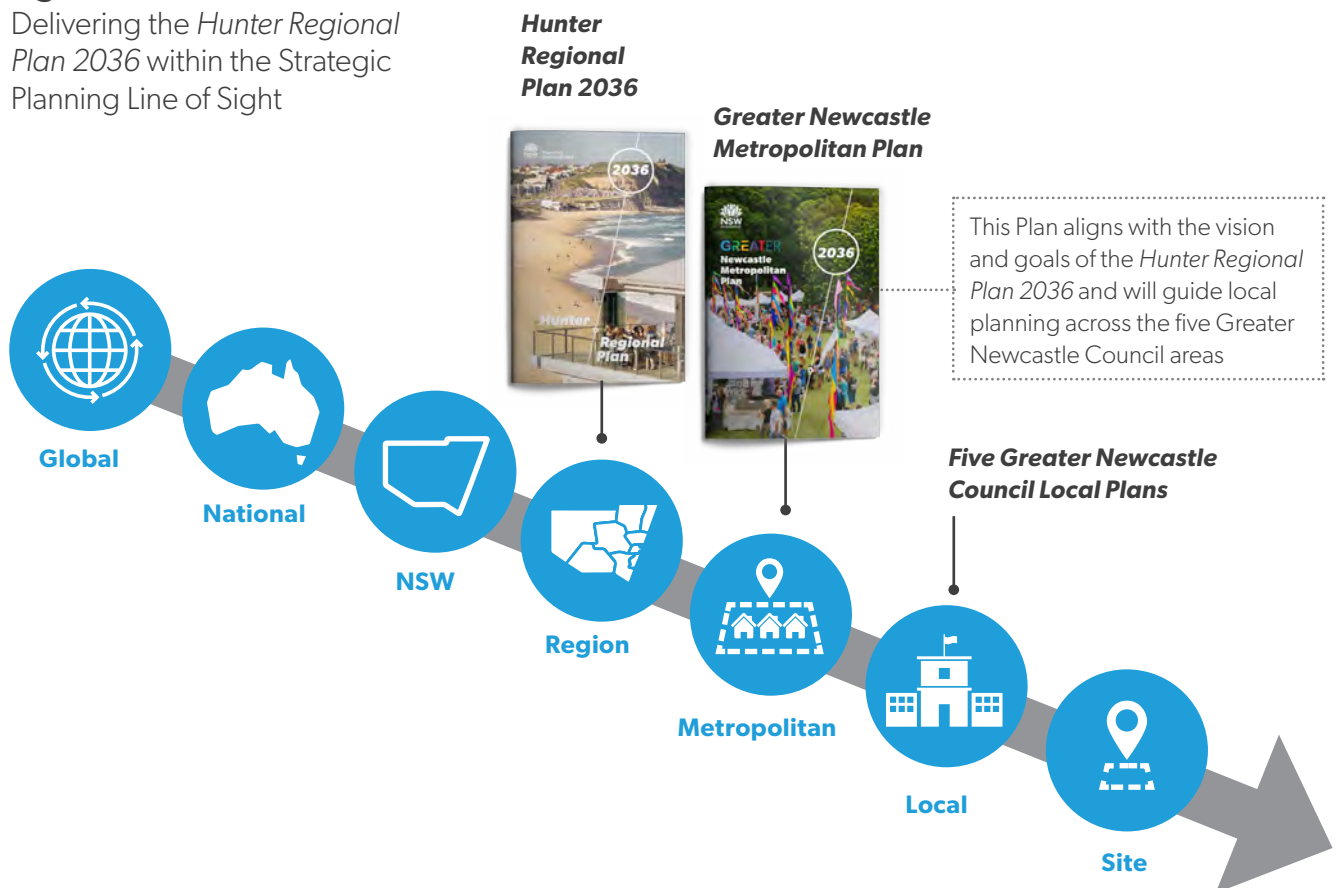 Delivering the Hunter Regional
Plan 2036 within the Strategic
Planning Line of Sight
Hunter
Regional
Plan 2036
Greater Newcastle
Metropolitan Plan
2036
Hunter
Regional
Plan
NSW
GREATER
Newcastle
Metropolitan
Plan
2036
This Plan aligns with the vision
and goals of the Hunter Regional
Plan 2036 and will guide local
planning across the five Greater
Newcastle Council areas
Five Greater Newcastle
Council Local Plans
Global
National
NSW
Region
Metropolitan
Local
Site